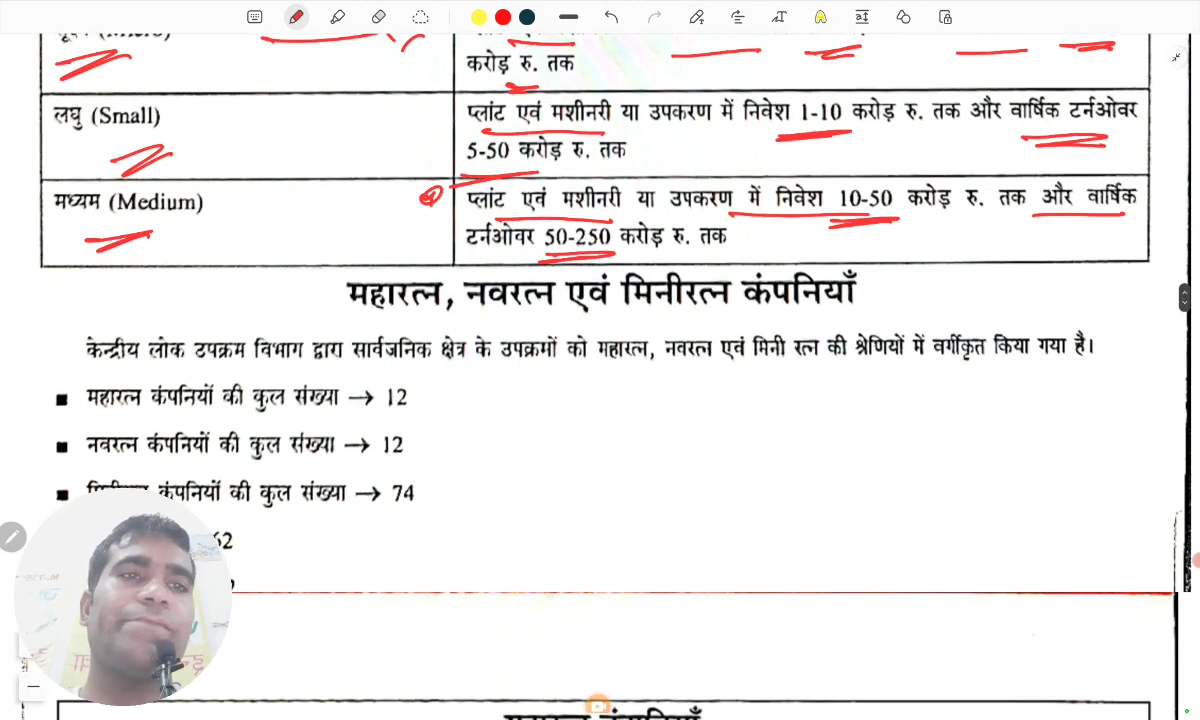 करोड़ रु. तक
लघु (Small)
प्लांट एवं मशीनरी या उपकरण में निवेश 1-10 करोड़ रु. तक और वार्षिक टर्नओवर
5-50 करोड़ रु. तक
मध्यम (Medium)
प्लांट एवं मशीनरी या उपकरण में निवेश 10-50 करोड़ रु. तक और वार्षिक
टर्नओवर 50-250 करोड़ रु. तक
महारत्न, नवरत्न एवं मिनीरत्न कंपनियाँ
केन्द्रीय लोक उपक्रम विभाग द्वारा सार्वजनिक क्षेत्र के उपक्रमों को महारत्न, नवरत्न एवं मिनी रत्न की श्रेणियों में वर्गीकृत किया गया है।
■ महारत्न कंपनियों की कुल संख्या → 12
■ नवरत्न कंपनियों की कुल संख्या → 12
■ कंपनियों की कुल संख्या → 74
62